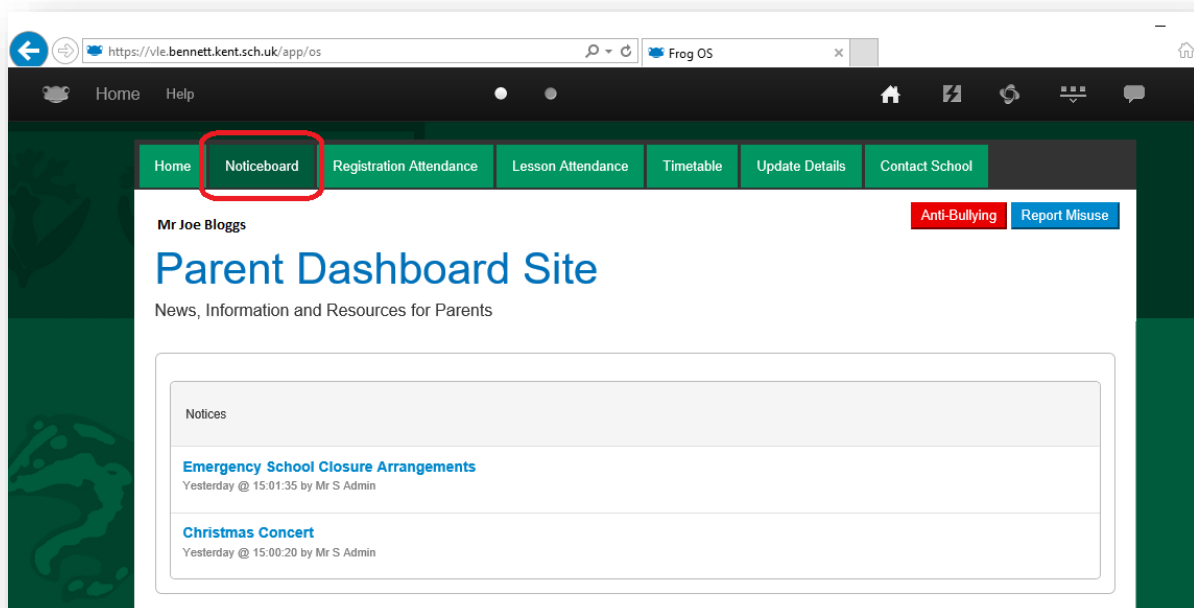 https://vle.bennett.kent.sch.uk/app/os
Frog OS
Home Help
Home Noticeboard Registration Attendance Lesson Attendance Timetable Update Details Contact School
Mr Joe Bloggs
Anti-Bullying Report Misuse
Parent Dashboard Site
News, Information and Resources for Parents
Notices
Emergency School Closure Arrangements
Yesterday @ 15:01:35 by Mr S Admin
Christmas Concert
Yesterday @ 15:00:20 by Mr S Admin